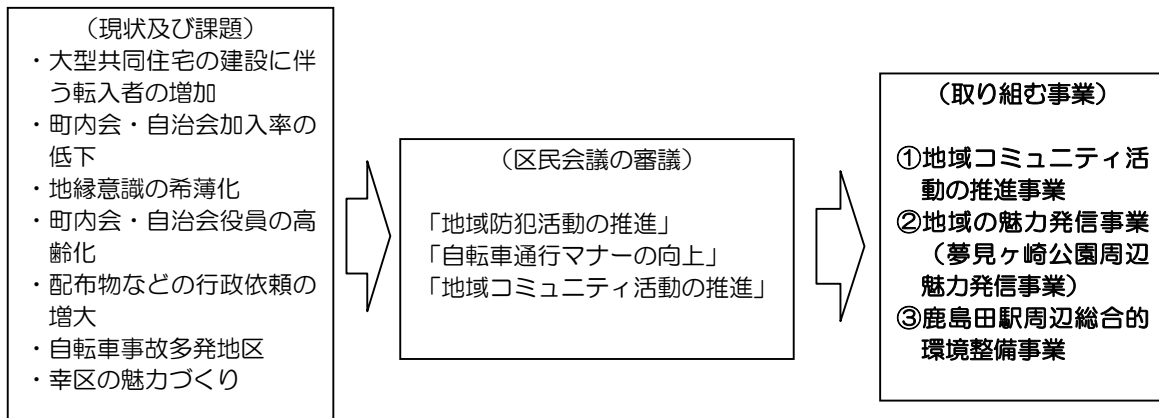 （現状及び課題）
・大型共同住宅の建設に伴
う転入者の増加
・町内会・自治会加入率の
低下
・地縁意識の希薄化
・町内会・自治会役員の高
齢化
・配布物などの行政依頼の
増大
・自転車事故多発地区
・幸区の魅力づくり
（区民会議の審議）
「地域防犯活動の推進」
「自転車通行マナーの向上」
「地域コミュニティ活動の推進」
（取り組む事業）
①地域コミュニティ活
動の推進事業
②地域の魅力発信事業
（夢見ヶ崎公園周辺
魅力発信事業）
③鹿島田駅周辺総合的
環境整備事業